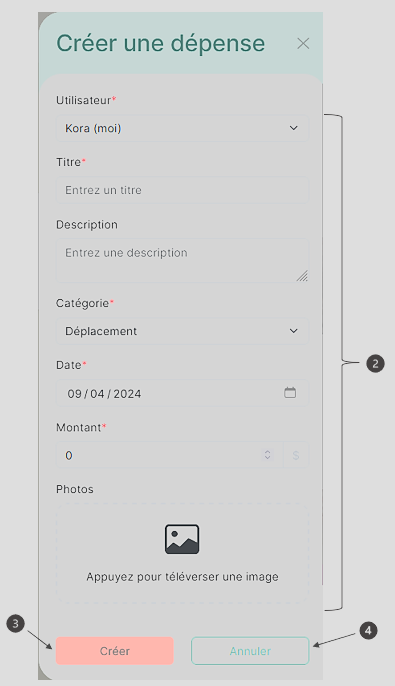 Créer une dépense
Utilisateur*
Kora (moi)
Titre*
Entrez un titre
Description
Entrez une description
Catégorie*
Déplacement
2
Date*
09/04/2024
Montant*
0 $
Photos
Appuyez pour téléverser une image
3
4
Créer Annuler